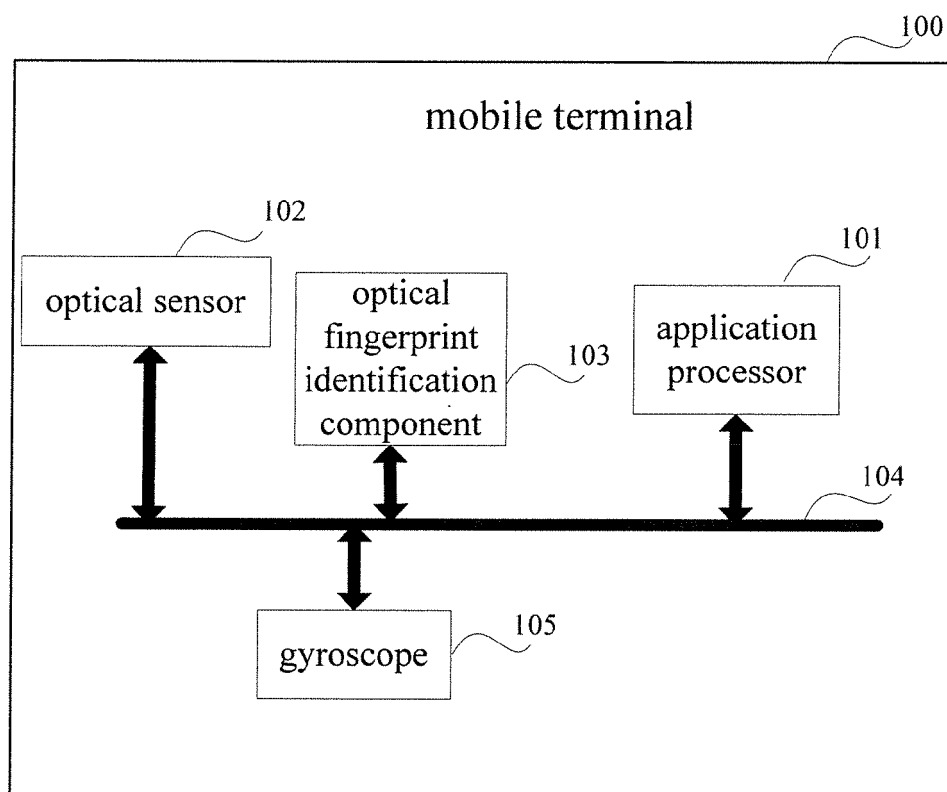 100
mobile terminal
102
optical sensor
optical
fingerprint
identification
component
103
101
application
processor
104
gyroscope
105